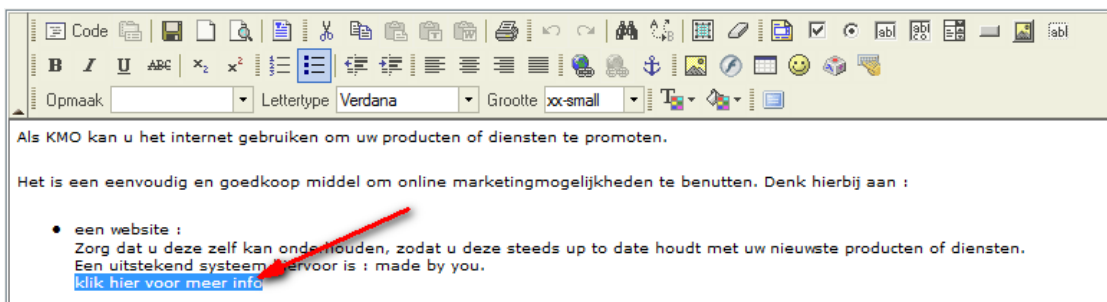 Code
B I U ABC x₂ x²
Opmaak Lettertype Verdana Grootte xx-small
Als KMO kan u het internet gebruiken om uw producten of diensten te promoten.
Het is een eenvoudig en goedkoop middel om online marketingmogelijkheden te benutten. Denk hierbij aan :
een website :
Zorg dat u deze zelf kan onderhouden, zodat u deze steeds up to date houdt met uw nieuwste producten of diensten.
Een uitstekend systeem hiervoor is : made by you.
klik hier voor meer info